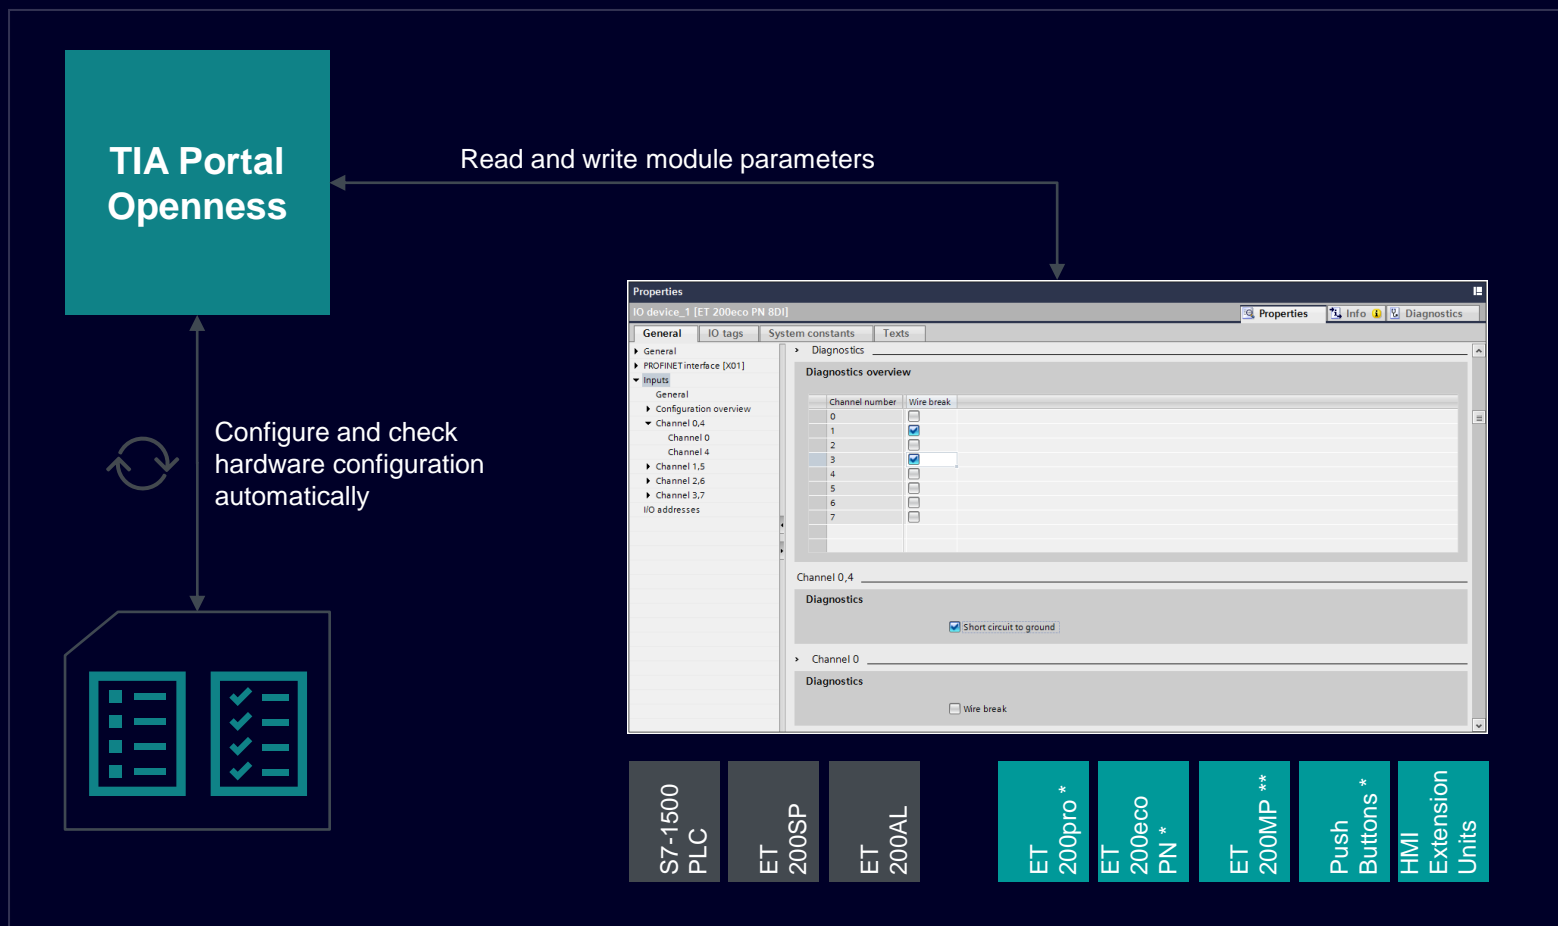 TIA Portal
Openness
Read and write module parameters
Configure and check
hardware configuration
automatically
Properties
IO device_1 [ET 200eco PN 8DI]
Properties
Info
Diagnostics
General
IO tags
System constants
Texts
General
PROFINET interface [X01]
Inputs
General
Configuration overview
Channel 0,4
Channel 0
Channel 4
Channel 1,5
Channel 2,6
Channel 3,7
I/O addresses
Diagnostics
Diagnostics overview
Channel number Wire break
0
1
2
3
4
5
6
7
Channel 0,4
Diagnostics
Short circuit to ground
Channel 0
Diagnostics
Wire break
S7-1500
PLC
ET
200SP
ET
200AL
ET
200pro *
ET
200eco
PN *
ET
200MP **
Push
Buttons *
HMI
Extension
Units